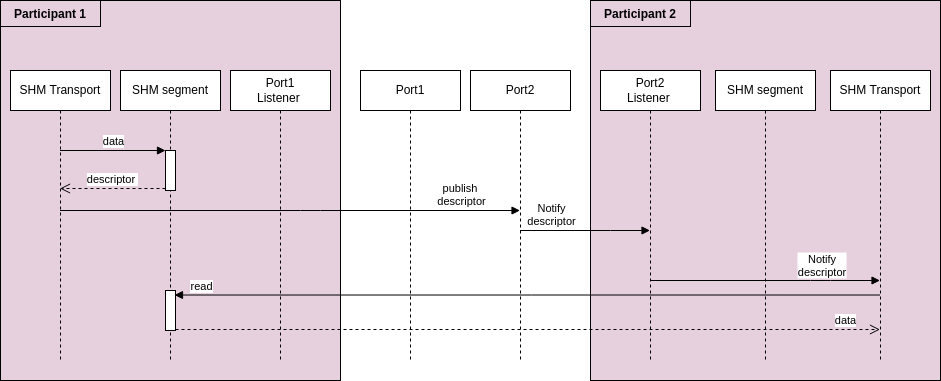 Participant 1
Participant 2
SHM Transport
SHM segment
Port1
Listener
Port1
Port2
Port2
Listener
SHM segment
SHM Transport
data
descriptor
publish
descriptor
Notify
descriptor
Notify
descriptor
read
data